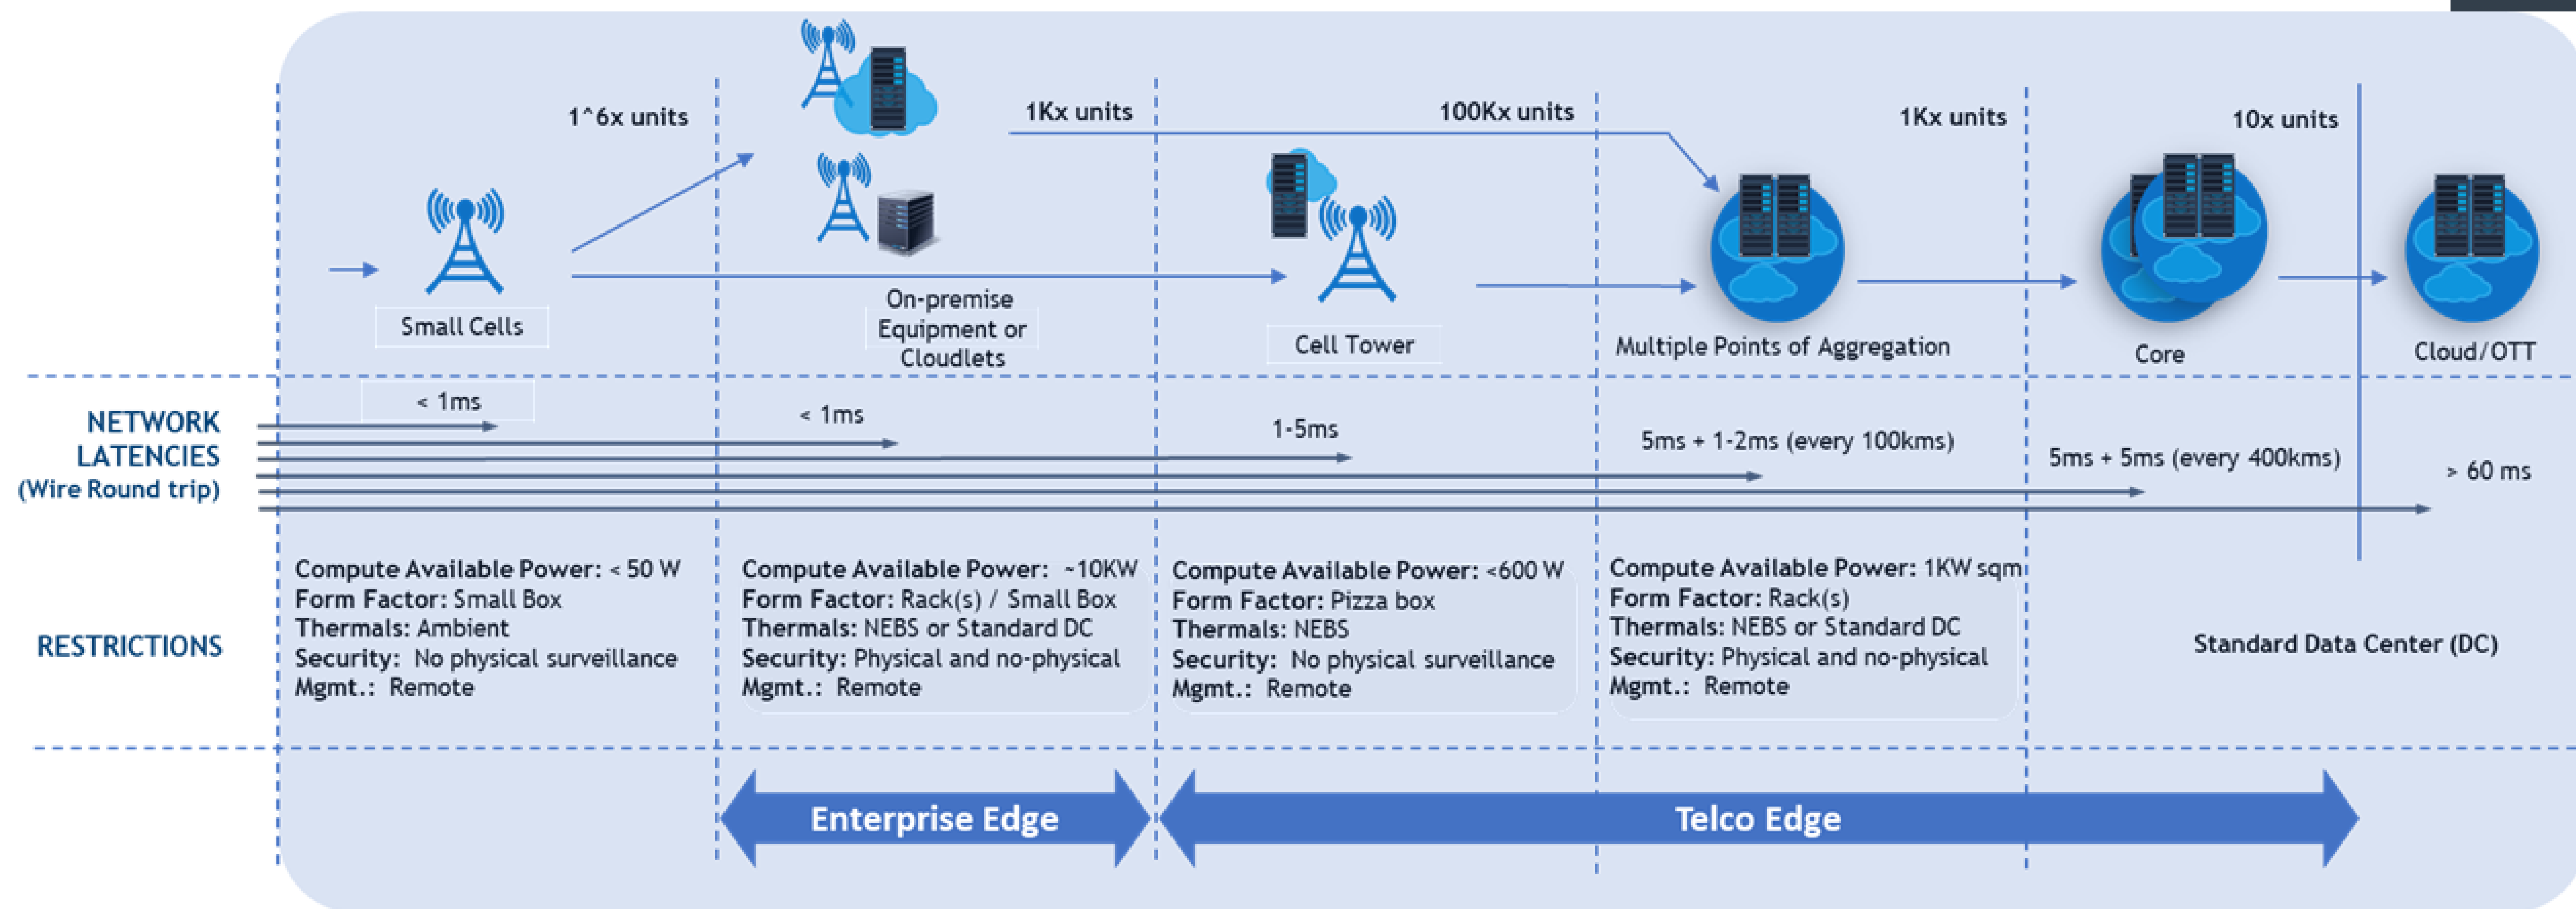 1^6x units
1Kx units
100Kx units
1Kx units
10x units
Small Cells
On-premise
Equipment or
Cloudlets
Cell Tower
Multiple Points of Aggregation
Core
Cloud/OTT
NETWORK
LATENCIES
(Wire Round trip)
< 1ms
< 1ms
1-5ms
5ms + 1-2ms (every 100kms)
5ms + 5ms (every 400kms)
> 60 ms
RESTRICTIONS
Compute Available Power: < 50 W
Form Factor: Small Box
Thermals: Ambient
Security: No physical surveillance
Mgmt.: Remote
Compute Available Power: ~10KW
Form Factor: Rack(s) / Small Box
Thermals: NEBS or Standard DC
Security: Physical and no-physical
Mgmt.: Remote
Compute Available Power: <600 W
Form Factor: Pizza box
Thermals: NEBS
Security: No physical surveillance
Mgmt.: Remote
Compute Available Power: 1KW sqm
Form Factor: Rack(s)
Thermals: NEBS or Standard DC
Security: Physical and no-physical
Mgmt.: Remote
Standard Data Center (DC)
Enterprise Edge
Telco Edge